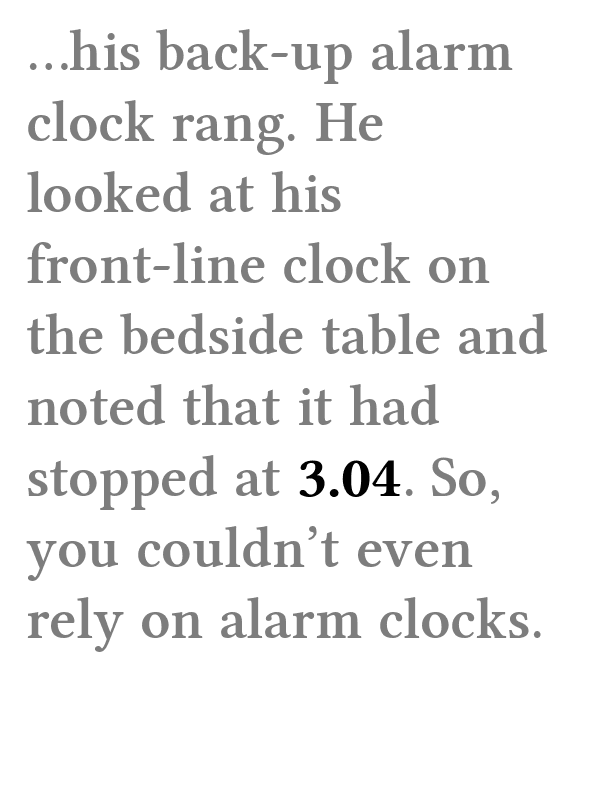 …his back-up alarm
clock rang. He
looked at his
front-line clock on
the bedside table and
noted that it had
stopped at 3.04. So,
you couldn’t even
rely on alarm clocks.